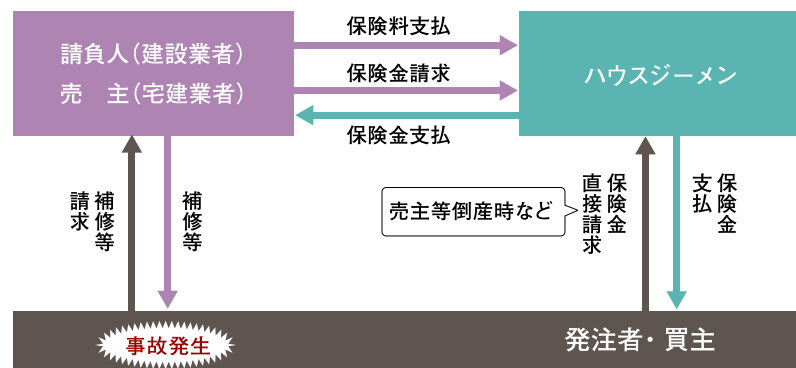 請負人（建設業者）
売　主（宅建業者）
保険料支払
保険金請求
保険金支払
ハウスジーメン
補修等
請求
補修等
売主等倒産時など
保険金
直接請求
保険金
支払
事故発生
発注者・買主